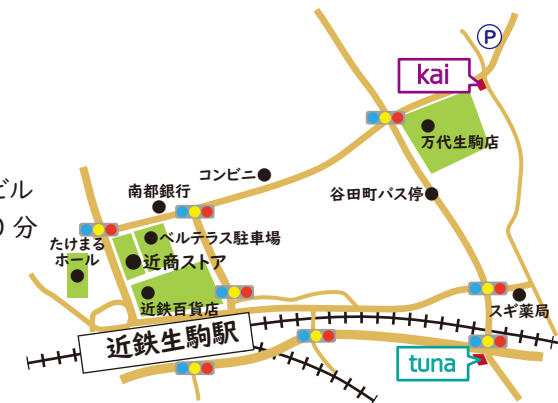 P
kai
万代生駒店
コンビニ
ビル
南都銀行
谷田町バス停
0 分
たけまる
ホール
ベルテラス駐車場
近商ストア
近鉄百貨店
スギ薬局
近鉄生駒駅
tuna